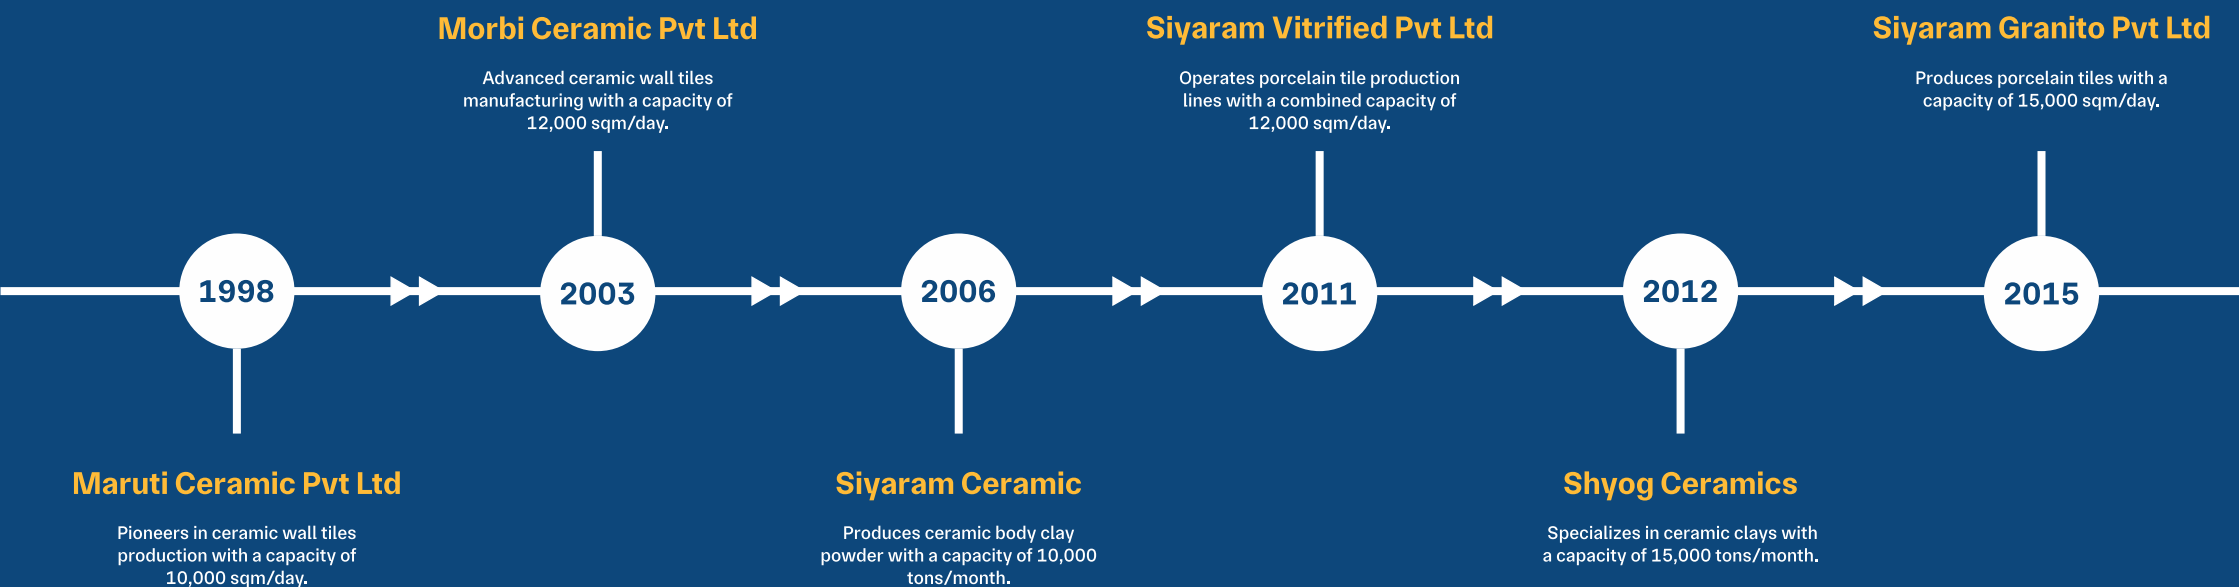 Morbi Ceramic Pvt Ltd
Advanced ceramic wall tiles
manufacturing with a capacity of
12,000 sqm/day.
Siyaram Vitrified Pvt Ltd
Operates porcelain tile production
lines with a combined capacity of
12,000 sqm/day.
Siyaram Granito Pvt Ltd
Produces porcelain tiles with a
capacity of 15,000 sqm/day.
1998
2003
2006
2011
2012
2015
Maruti Ceramic Pvt Ltd
Pioneers in ceramic wall tiles
production with a capacity of
10,000 sqm/day.
Siyaram Ceramic
Produces ceramic body clay
powder with a capacity of 10,000
tons/month.
Shyog Ceramics
Specializes in ceramic clays with
a capacity of 15,000 tons/month.